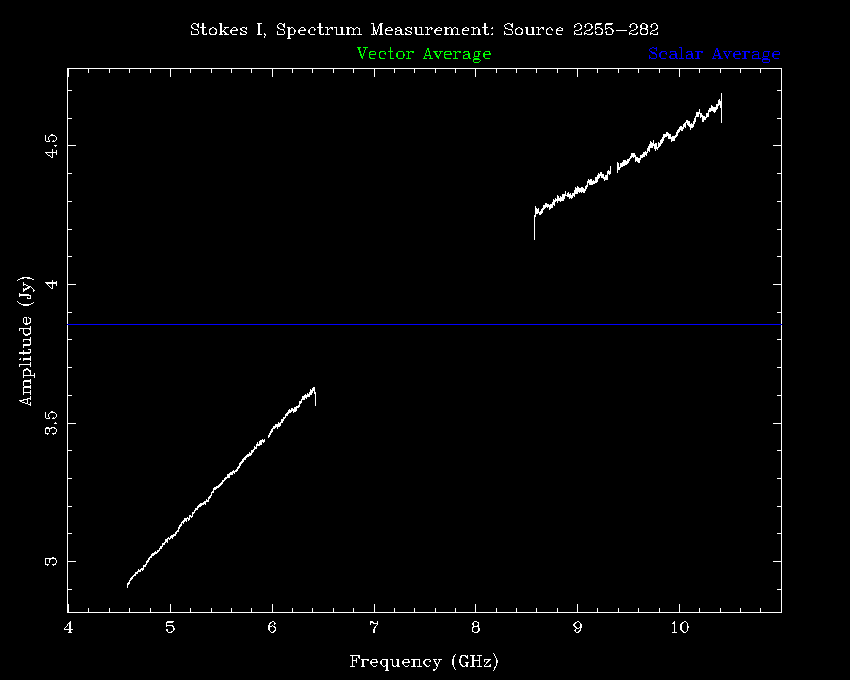 Stokes I, Spectrum Measurement: Source 2255−282
Vector Average Scalar Average
4.5
4
3.5
3
Amplitude (Jy)
4 5 6 7 8 9 10
Frequency (GHz)